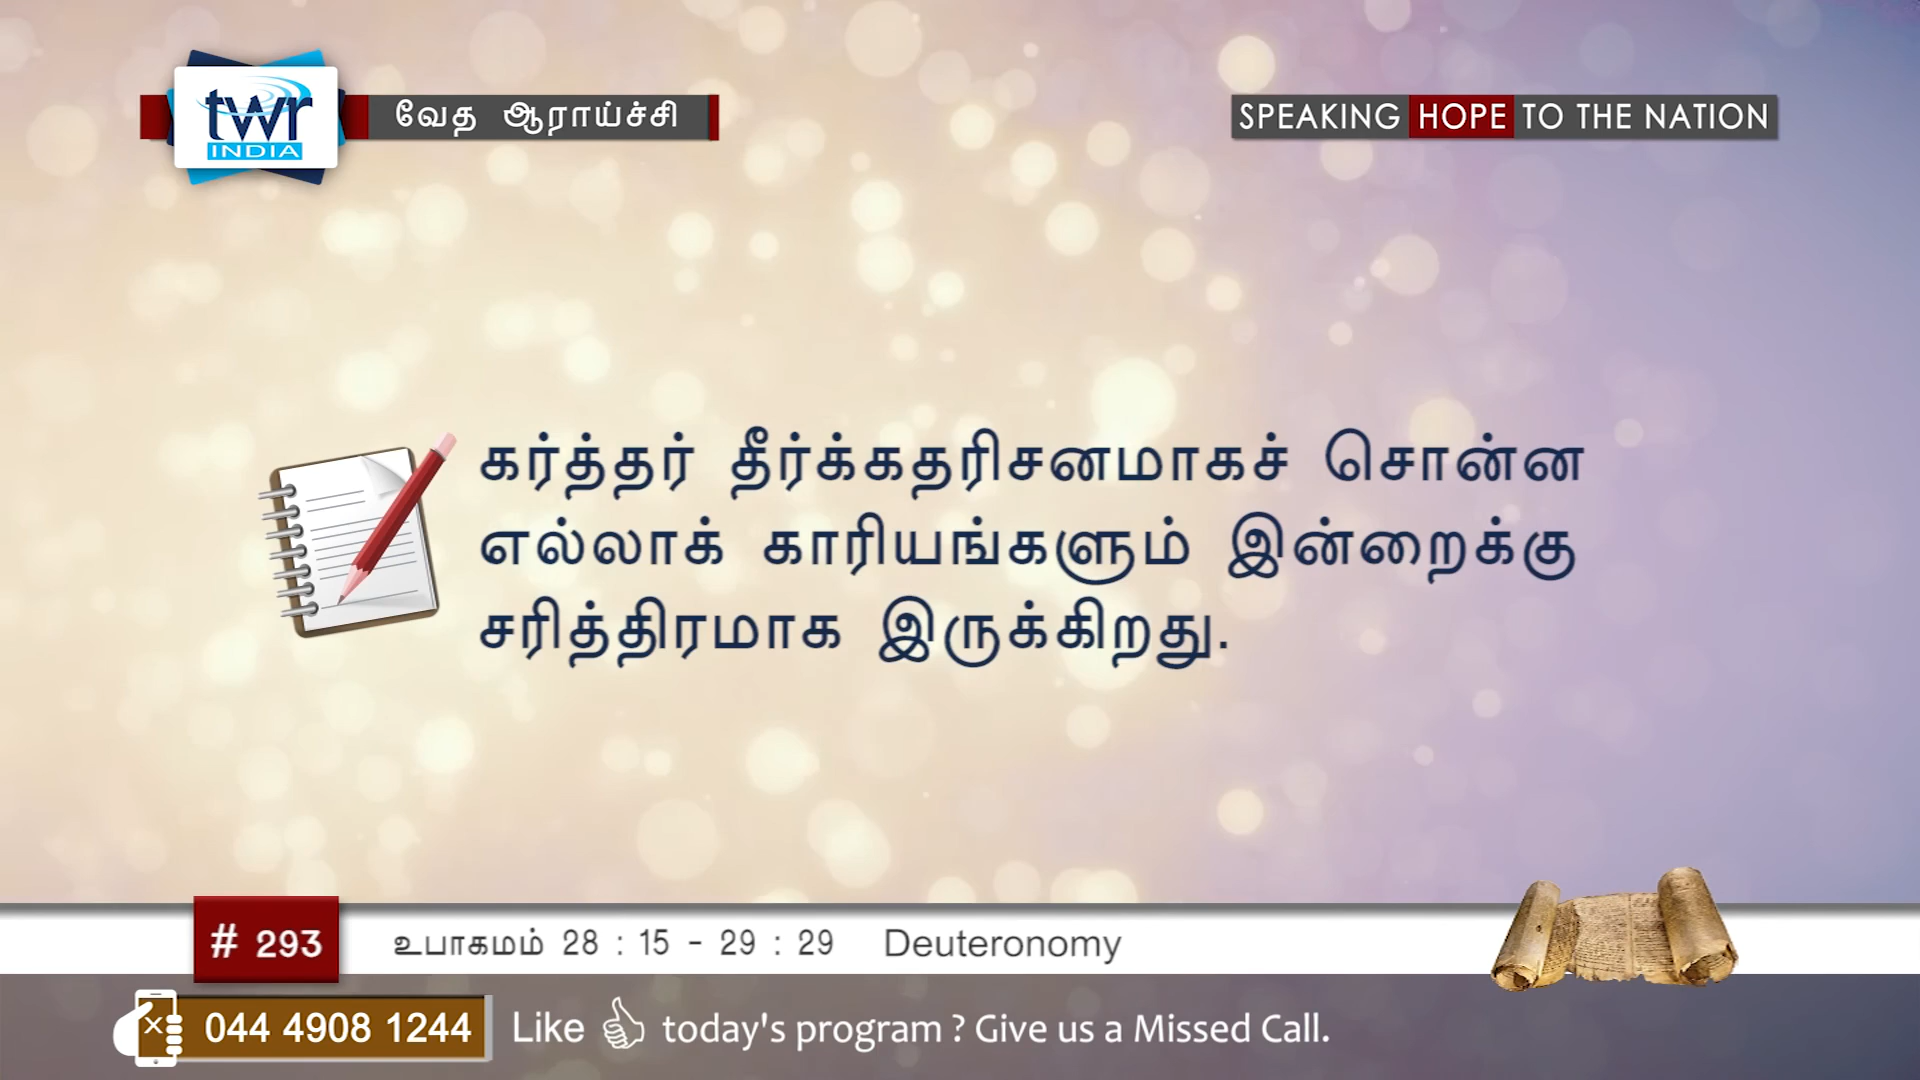 twr
INDIA
வேத ஆராய்ச்சி
SPEAKING HOPE TO THE NATION
கர்த்தர் தீர்க்கதரிசனமாகச் சொன்ன
எல்லாக் காரியங்களும் இன்றைக்கு
சரித்திரமாக இருக்கிறது.
# 293
உபாகமம் 28 : 15 - 29 : 29 Deuteronomy
044 4908 1244
Like today's program ? Give us a Missed Call.